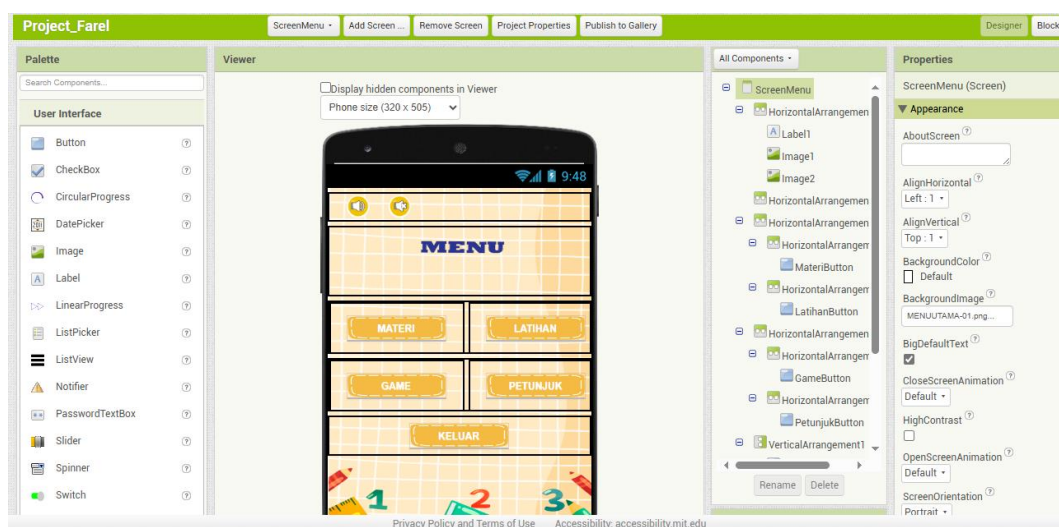 Project_Farel
ScreenMenu
Add Screen ...
Remove Screen
Project Properties
Publish to Gallery
Designer
Block
Palette
Search Components...
User Interface
Button
CheckBox
CircularProgress
DatePicker
Image
Label
LinearProgress
ListPicker
ListView
Notifier
PasswordTextBox
Slider
Spinner
Switch
Viewer
Display hidden components in Viewer
Phone size (320 x 505)
9:48
MENU
MATERI
LATIHAN
GAME
PETUNJUK
KELUAR
1
2
3
All Components
ScreenMenu
HorizontalArrangemen
Label1
Image1
Image2
HorizontalArrangemen
HorizontalArrangemen
HorizontalArrangem
MateriButton
HorizontalArrangem
LatihanButton
HorizontalArrangemen
HorizontalArrangem
GameButton
HorizontalArrangem
PetunjukButton
VerticalArrangement1
Rename
Delete
Properties
ScreenMenu (Screen)
Appearance
AboutScreen
AlignHorizontal
Left : 1
AlignVertical
Top : 1
BackgroundColor
Default
BackgroundImage
MENUUTAMA-01.png...
BigDefaultText
CloseScreenAnimation
Default
HighContrast
OpenScreenAnimation
Default
ScreenOrientation
Portrait
Privacy Policy and Terms of Use
Accessibility: accessibility.mit.edu